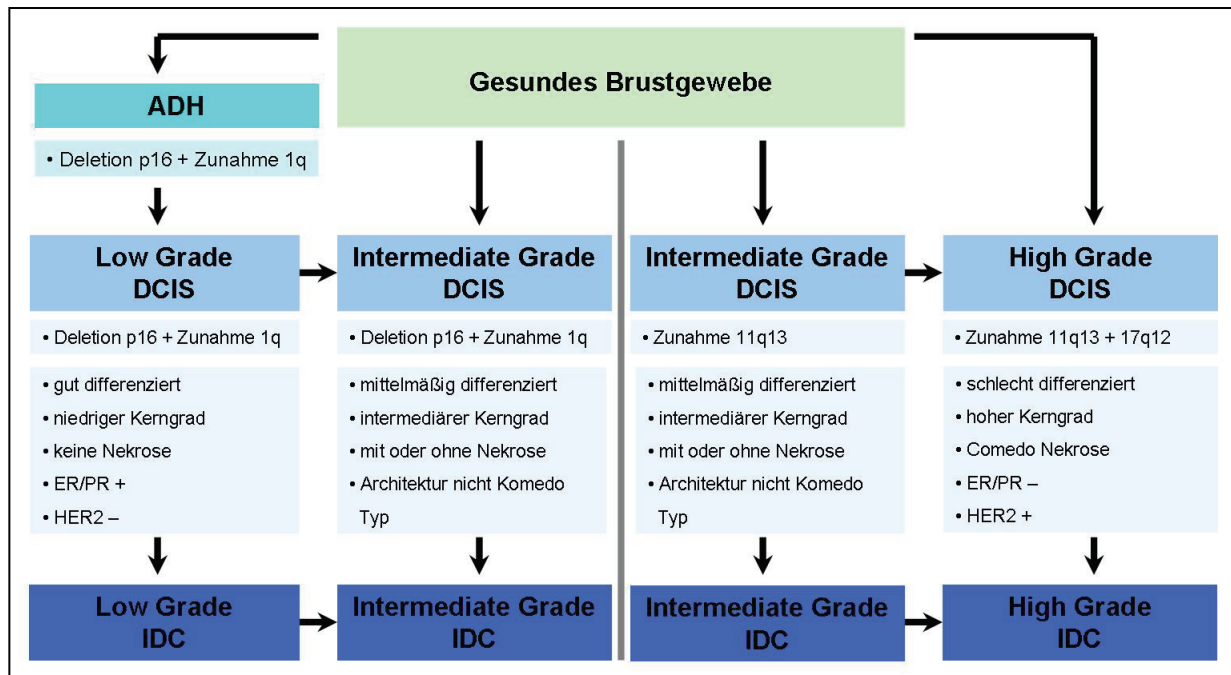 Gesundes Brustgewebe
ADH
• Deletion p16 + Zunahme 1q
Low Grade
DCIS
• Deletion p16 + Zunahme 1q
• gut differenziert
• niedriger Kerngrad
• keine Nekrose
• ER/PR +
• HER2 –
Low Grade
IDC
Intermediate Grade
DCIS
• Deletion p16 + Zunahme 1q
• mittelmäßig differenziert
• intermediärer Kerngrad
• mit oder ohne Nekrose
• Architektur nicht Komedo
Typ
Intermediate Grade
IDC
Intermediate Grade
DCIS
• Zunahme 11q13
• mittelmäßig differenziert
• intermediärer Kerngrad
• mit oder ohne Nekrose
• Architektur nicht Komedo
Typ
Intermediate Grade
IDC
High Grade
DCIS
• Zunahme 11q13 + 17q12
• schlecht differenziert
• hoher Kerngrad
• Comedo Nekrose
• ER/PR –
• HER2 +
High Grade
IDC